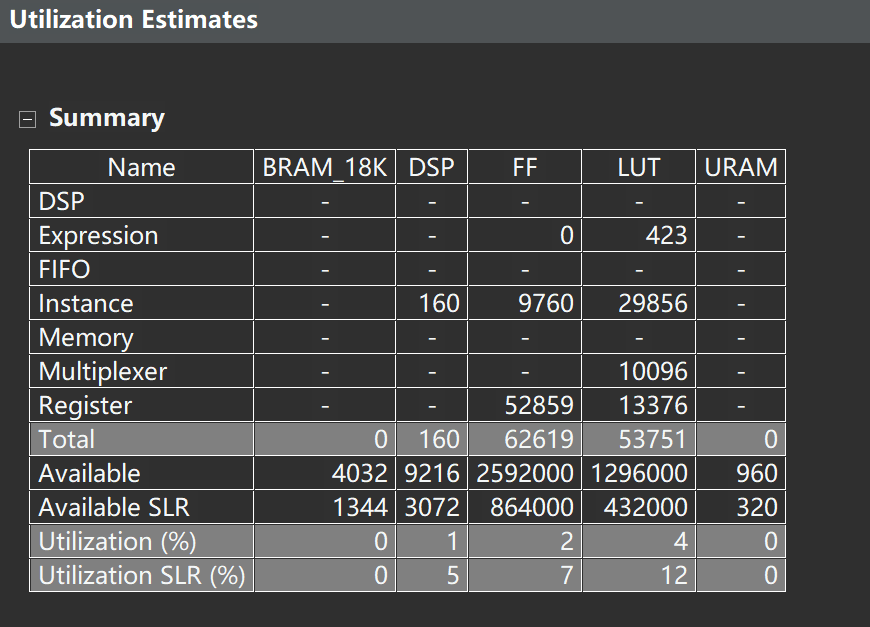 Utilization Estimates
Summary
Name BRAM_18K DSP FF LUT URAM
DSP - - - - -
Expression - - 0 423 -
FIFO - - - - -
Instance - 160 9760 29856 -
Memory - - - - -
Multiplexer - - - 10096 -
Register - - 52859 13376 -
Total 0 160 62619 53751 0
Available 4032 9216 2592000 1296000 960
Available SLR 1344 3072 864000 432000 320
Utilization (%) 0 1 2 4 0
Utilization SLR (%) 0 5 7 12 0